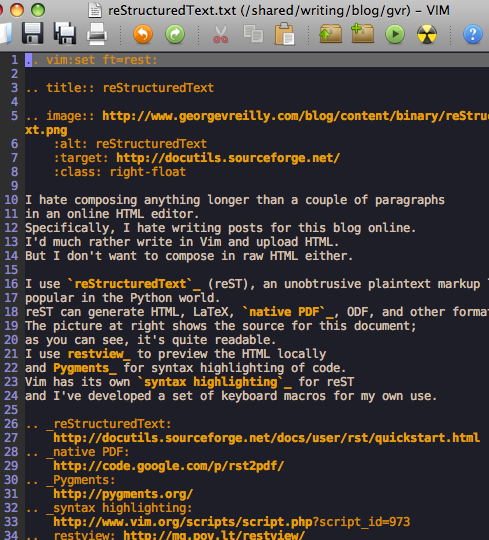 reStructuredText.txt (/shared/writing/blog/gvr) – VIM
1 .. vim:set ft=rest:
2
3 .. title:: reStructuredText
4
5 .. image:: http://www.georgevreilly.com/blog/content/binary/reStruc
xt.png
6 :alt: reStructuredText
7 :target: http://docutils.sourceforge.net/
8 :class: right-float
9
10 I hate composing anything longer than a couple of paragraphs
11 in an online HTML editor.
12 Specifically, I hate writing posts for this blog online.
13 I'd much rather write in Vim and upload HTML.
14 But I don't want to compose in raw HTML either.
15
16 I use `reStructuredText`_ (reST), an unobtrusive plaintext markup l
17 popular in the Python world.
18 reST can generate HTML, LaTeX, `native PDF`_, ODF, and other format
19 The picture at right shows the source for this document;
20 as you can see, it's quite readable.
21 I use restview_ to preview the HTML locally
22 and Pygments_ for syntax highlighting of code.
23 Vim has its own `syntax highlighting`_ for reST
24 and I've developed a set of keyboard macros for my own use.
25
26 .. _reStructuredText:
27 http://docutils.sourceforge.net/docs/user/rst/quickstart.html
28 .. _native PDF:
29 http://code.google.com/p/rst2pdf/
30 .. _Pygments:
31 http://pygments.org/
32 .. _syntax highlighting:
33 http://www.vim.org/scripts/script.php?script_id=973
34 .. _restview: http://mg.pov.lt/restview/